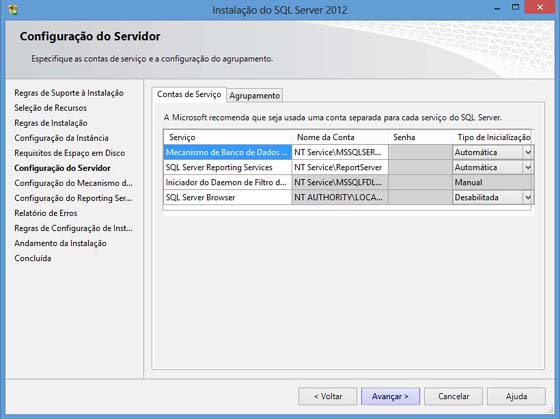 Instalação do SQL Server 2012
Configuração do Servidor
Especifique as contas de serviço e a configuração do agrupamento.
Regras de Suporte à Instalação
Seleção de Recursos
Regras de Instalação
Configuração da Instância
Requisitos de Espaço em Disco
Configuração do Servidor
Configuração do Mecanismo d...
Configuração do Reporting Ser...
Relatório de Erros
Regras de Configuração de Inst...
Andamento da Instalação
Concluída
Contas de Serviço Agrupamento
A Microsoft recomenda que seja usada uma conta separada para cada serviço do SQL Server.
Serviço Nome da Conta Senha Tipo de Inicialização
Mecanismo de Banco de Dados ... NT Service\MSSQLSER... Automática
SQL Server Reporting Services NT Service\ReportServer Automática
Iniciador do Daemon de Filtro d... NT Service\MSSQLFDL... Manual
SQL Server Browser NT AUTHORITY\LOCA... Desabilitada
< Voltar Avançar > Cancelar Ajuda